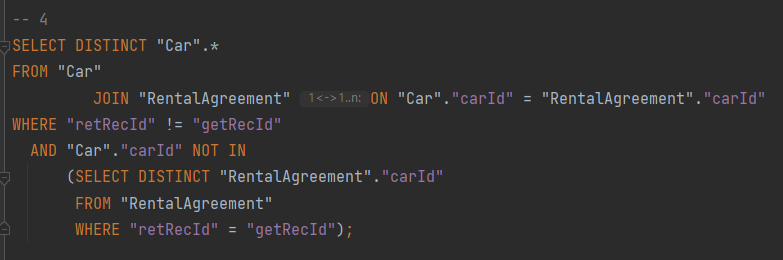 -- 4
SELECT DISTINCT "Car".*
FROM "Car"
JOIN "RentalAgreement" 1<->1..n: ON "Car"."carId" = "RentalAgreement"."carId"
WHERE "retRecId" != "getRecId"
AND "Car"."carId" NOT IN
(SELECT DISTINCT "RentalAgreement"."carId"
FROM "RentalAgreement"
WHERE "retRecId" = "getRecId");